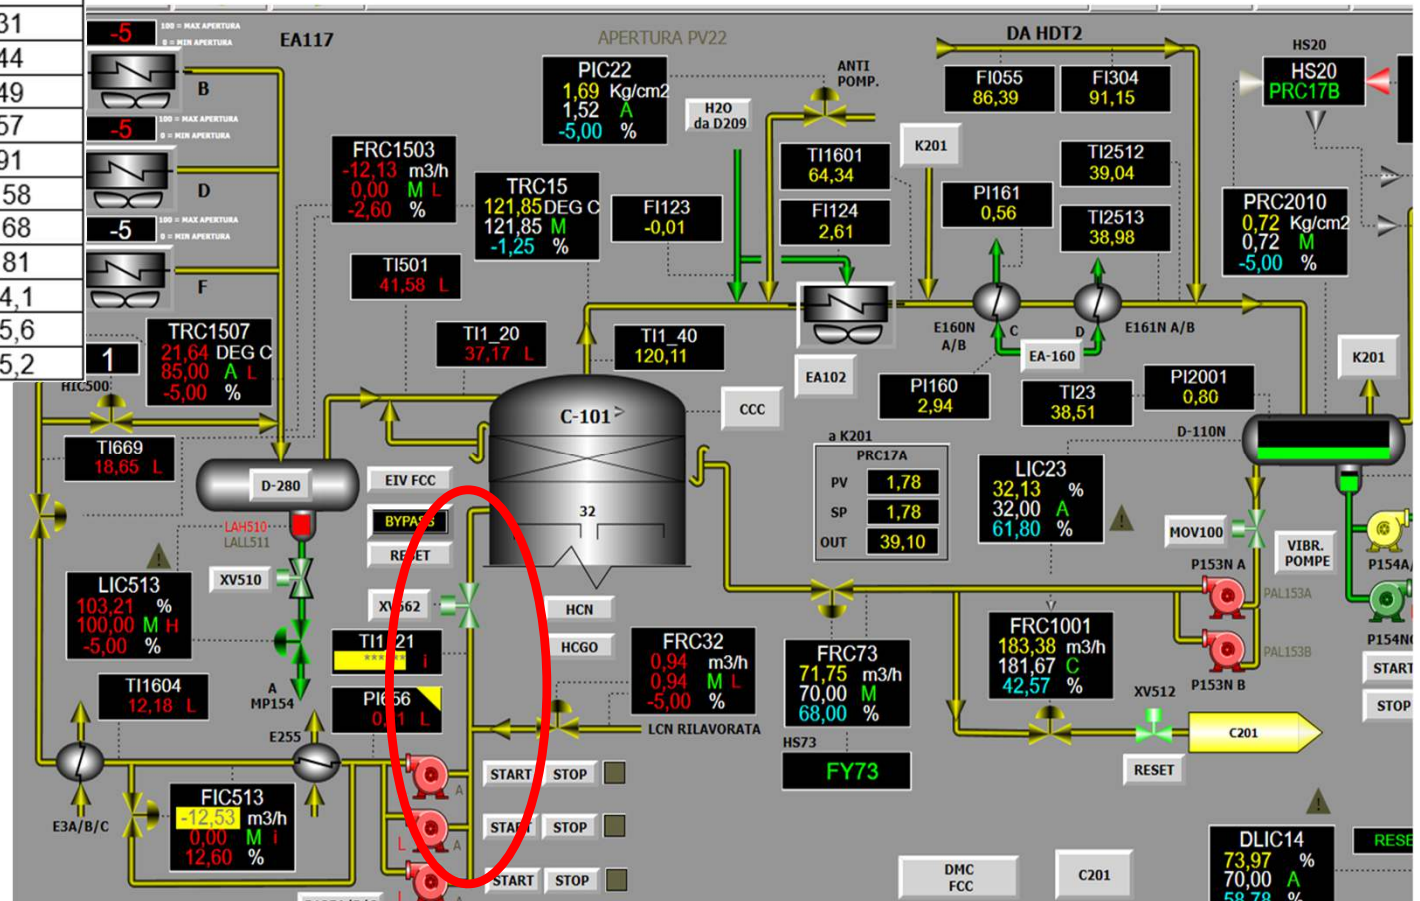 31
44
49
57
91
58
68
81
4,1
5,6
5,2
-5
100 = MAX APERTURA
0 = MIN APERTURA
B
-5
100 = MAX APERTURA
0 = MIN APERTURA
D
-5
100 = MAX APERTURA
0 = MIN APERTURA
F
EA117
APERTURA PV22
DA HDT2
HS20
HS20
PRC17B
PIC22
1,69 Kg/cm2
1,52 A
-5,00 %
ANTI
POMP.
H2O
da D209
FI055
86,39
FI304
91,15
FRC1503
-12,13 m3/h
0,00 M L
-2,60 %
TRC15
121,85 DEG C
121,85 M
-1,25 %
FI123
-0,01
TI1601
64,34
FI124
2,61
K201
PI161
0,56
TI2512
39,04
TI2513
38,98
PRC2010
0,72 Kg/cm2
0,72 M
-5,00 %
TI501
41,58 L
TI1_20
37,17 L
TI1_40
120,11
TRC1507
21,64 DEG C
85,00 A L
-5,00 %
1
HIC500
E160N
A/B
C
D
E161N A/B
EA-160
EA102
PI160
2,94
TI23
38,51
PI2001
0,80
K201
C-101
CCC
TI669
18,65 L
D-280
EIV FCC
BYPASS
RESET
32
a K201
PRC17A
PV 1,78
SP 1,78
OUT 39,10
D-110N
LIC23
32,13 %
32,00 A
61,80 %
MOV100
VIBR.
POMPE
P154A/
LAH510
LALL511
XV510
LIC513
103,21 %
100,00 M H
-5,00 %
XV562
HCN
HCGO
P153N A
PAL153A
P153N B
PAL153B
P154NC
START
STOP
******* i
FRC32
0,94 m3/h
0,94 M L
-5,00 %
FRC73
71,75 m3/h
70,00 M
68,00 %
FRC1001
183,38 m3/h
181,67 C
42,57 %
A
MP154
TI1604
12,18 L
PI656
L
LCN RILAVORATA
XV512
C201
RESET
E255
HS73
FY73
START STOP
A
START STOP
L A
START STOP
L A
E3A/B/C
FIC513
-12,53 m3/h
0,00 M i
12,60 %
DMC
FCC
C201
DLIC14
73,97 %
70,00 A
58,78 %
RESE